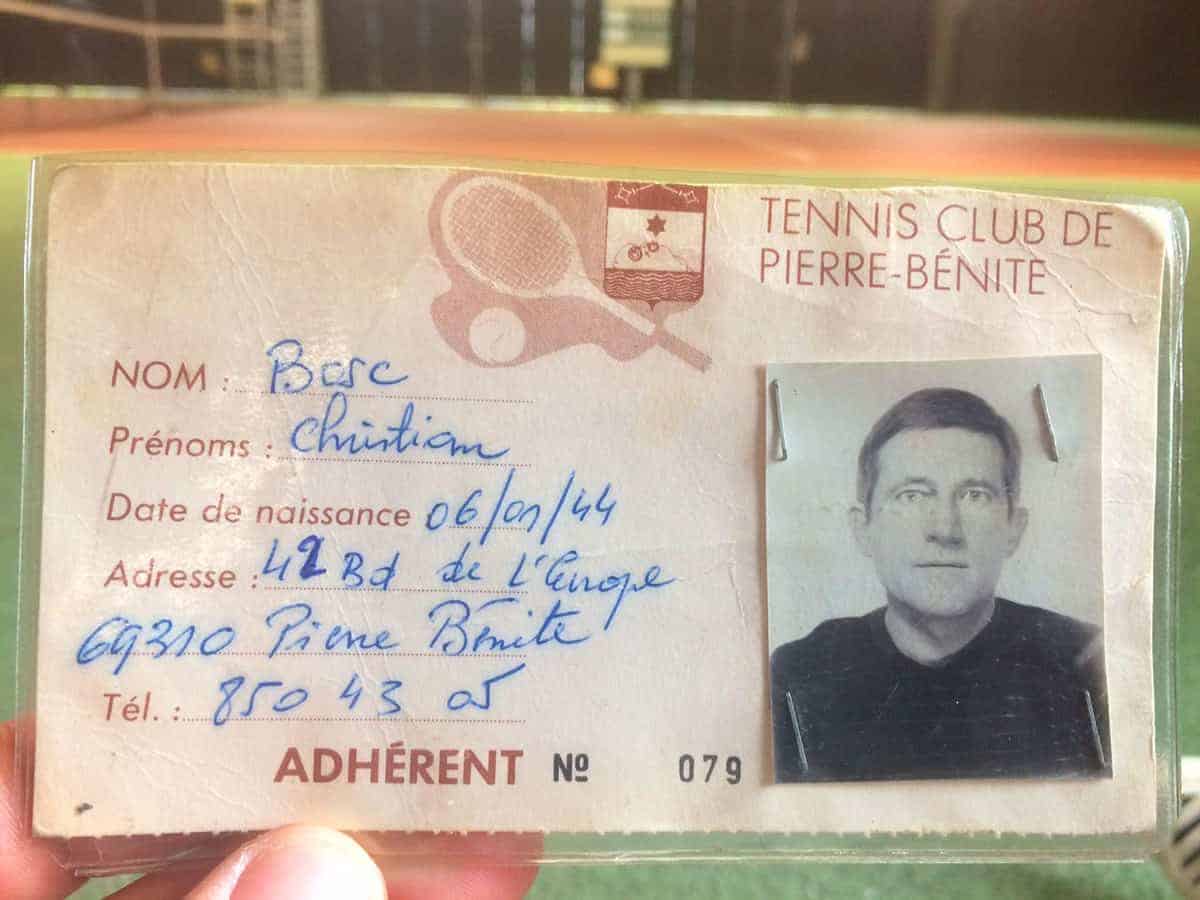 TENNIS CLUB DE
PIERRE-BÉNITE
NOM : Bosc
Prénoms : Christian
Date de naissance 06/01/44
Adresse : 42 Bd de L'Europe
69310 Pierre Bénite
Tél. : 850 43 05
ADHÉRENT Nº 079